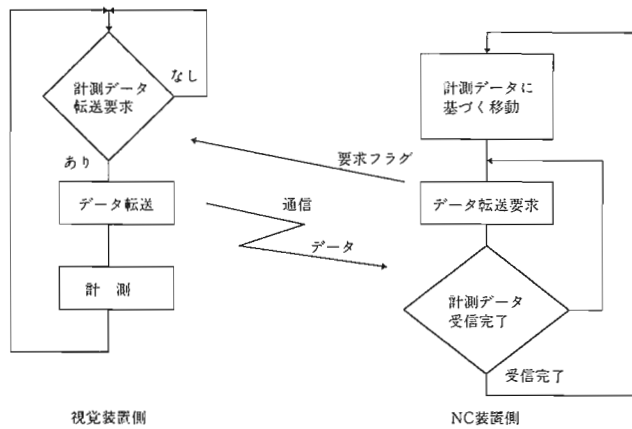 計測データ
転送要求
なし
あり
データ転送
計 測
視覚装置側
要求フラグ
通信
データ
計測データに
基づく移動
データ転送要求
計測データ
受信完了
受信完了
NC装置側